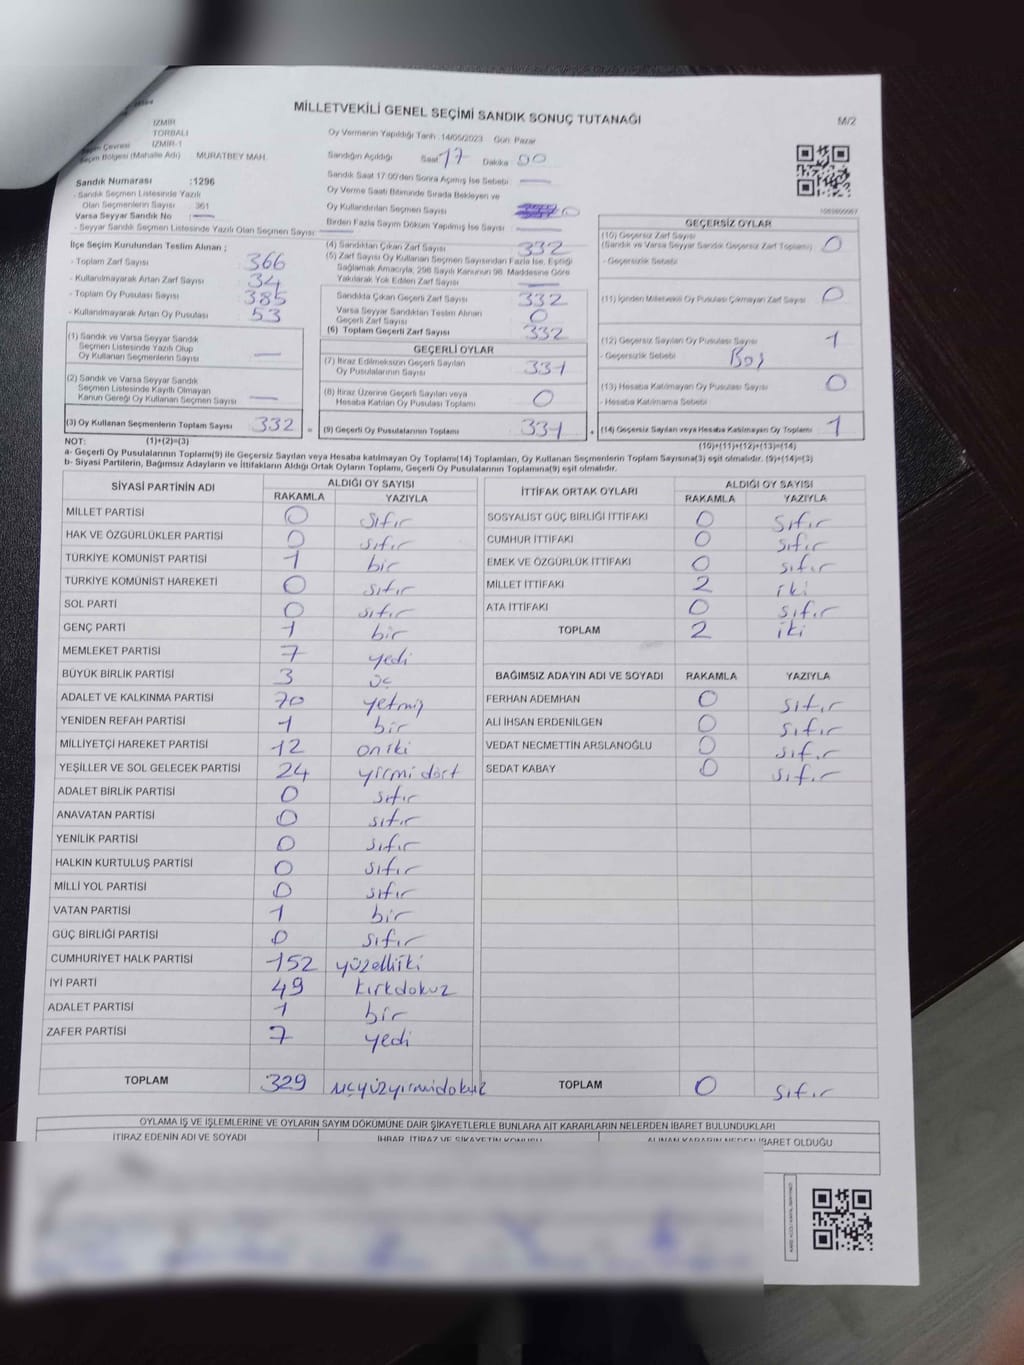 MİLLETVEKİLİ GENEL SEÇİMİ SANDIK SONUÇ TUTANAĞI
M/2
İZMİR
TORBALI
Seçim Çevresi İZMİR-1
Seçim Bölgesi (Mahalle Adı) MURATBEY MAH.
Oy Vermenin Yapıldığı Tarih :14/05/2023 Gün: Pazar
Sandığın Açıldığı Saat 17 Dakika 00
Sandık Saat 17:00'den Sonra Açılmış İse Sebebi :
Oy Verme Saati Bitiminde Sırada Bekleyen ve
Oy Kullandırılan Seçmen Sayısı 0
Birden Fazla Sayım Döküm Yapılmış İse Sayısı :
Sandık Numarası :1296
- Sandık Seçmen Listesinde Yazılı
Olan Seçmenlerin Sayısı : 361
Varsa Seyyar Sandık No :
- Seyyar Sandık Seçmen Listesinde Yazılı Olan Seçmen Sayısı:
İlçe Seçim Kurulundan Teslim Alınan ;
- Toplam Zarf Sayısı 366
- Kullanılmayarak Artan Zarf Sayısı 34
- Toplam Oy Pusulası Sayısı 385
- Kullanılmayarak Artan Oy Pusulası 53
(1) Sandık ve Varsa Seyyar Sandık
Seçmen Listesinde Yazılı Olup
Oy Kullanan Seçmenlerin Sayısı
(2) Sandık ve Varsa Seyyar Sandık
Seçmen Listesinde Kayıtlı Olmayan
Kanun Gereği Oy Kullanan Seçmen Sayısı
(3) Oy Kullanan Seçmenlerin Toplam Sayısı 332 =
(4) Sandıktan Çıkan Zarf Sayısı 332
(5) Zarf Sayısı Oy Kullanan Seçmen Sayısından Fazla İse, Eşitliği
Sağlamak Amacıyla; 298 Sayılı Kanunun 98. Maddesine Göre
Yakılarak Yok Edilen Zarf Sayısı
Sandıkta Çıkan Geçerli Zarf Sayısı 332
Varsa Seyyar Sandıktan Teslim Alınan
Geçerli Zarf Sayısı 0
(6) Toplam Geçerli Zarf Sayısı 332
GEÇERLİ OYLAR
(7) İtiraz Edilmeksizin Geçerli Sayılan
Oy Pusulalarının Sayısı 331
(8) İtiraz Üzerine Geçerli Sayılan veya
Hesaba Katılan Oy Pusulası Toplamı 0
(9) Geçerli Oy Pusulalarının Toplamı 331 +
GEÇERSİZ OYLAR
(10) Geçersiz Zarf Sayısı 0
(Sandık ve Varsa Seyyar Sandık Geçersiz Zarf Toplamı)
- Geçersizlik Sebebi
(11) İçinden Milletvekili Oy Pusulası Çıkmayan Zarf Sayısı 0
(12) Geçersiz Sayılan Oy Pusulası Sayısı 1
- Geçersizlik Sebebi Boş
(13) Hesaba Katılmayan Oy Pusulası Sayısı 0
- Hesaba Katılmama Sebebi
(14) Geçersiz Sayılan veya Hesaba Katılmayan Oy Toplamı 1
NOT: (1)+(2)=(3) (10)+(11)+(12)+(13)=(14)
a- Geçerli Oy Pusulalarının Toplamı(9) ile Geçersiz Sayılan veya Hesaba katılmayan Oy Toplamı(14) Toplamları, Oy Kullanan Seçmenlerin Toplam Sayısına(3) eşit olmalıdır. (9)+(14)=(3)
b- Siyasi Partilerin, Bağımsız Adayların ve İttifakların Aldığı Ortak Oyların Toplamı, Geçerli Oy Pusulalarının Toplamına(9) eşit olmalıdır.
SİYASİ PARTİNİN ADI ALDIĞI OY SAYISI
RAKAMLA YAZIYLA
MİLLET PARTİSİ 0 sıfır
HAK VE ÖZGÜRLÜKLER PARTİSİ 0 sıfır
TÜRKİYE KOMÜNİST PARTİSİ 1 bir
TÜRKİYE KOMÜNİST HAREKETİ 0 sıfır
SOL PARTİ 0 sıfır
GENÇ PARTİ 1 bir
MEMLEKET PARTİSİ 7 yedi
BÜYÜK BİRLİK PARTİSİ 3 üç
ADALET VE KALKINMA PARTİSİ 70 yetmiş
YENİDEN REFAH PARTİSİ 1 bir
MİLLİYETÇİ HAREKET PARTİSİ 12 oniki
YEŞİLLER VE SOL GELECEK PARTİSİ 24 yirmi dört
ADALET BİRLİK PARTİSİ 0 sıfır
ANAVATAN PARTİSİ 0 sıfır
YENİLİK PARTİSİ 0 sıfır
HALKIN KURTULUŞ PARTİSİ 0 sıfır
MİLLİ YOL PARTİSİ 0 sıfır
VATAN PARTİSİ 1 bir
GÜÇ BİRLİĞİ PARTİSİ 0 sıfır
CUMHURİYET HALK PARTİSİ 152 yüzelliiki
İYİ PARTİ 49 kırkdokuz
ADALET PARTİSİ 1 bir
ZAFER PARTİSİ 7 yedi
TOPLAM 329 üçyüzyirmidokuz
İTTİFAK ORTAK OYLARI ALDIĞI OY SAYISI
RAKAMLA YAZIYLA
SOSYALİST GÜÇ BİRLİĞİ İTTİFAKI 0 sıfır
CUMHUR İTTİFAKI 0 sıfır
EMEK VE ÖZGÜRLÜK İTTİFAKI 0 sıfır
MİLLET İTTİFAKI 2 iki
ATA İTTİFAKI 0 sıfır
TOPLAM 2 iki
BAĞIMSIZ ADAYIN ADI VE SOYADI RAKAMLA YAZIYLA
FERHAN ADEMHAN 0 sıfır
ALİ İHSAN ERDENİLGEN 0 sıfır
VEDAT NECMETTİN ARSLANOĞLU 0 sıfır
SEDAT KABAY 0 sıfır
TOPLAM 0 sıfır
OYLAMA İŞ VE İŞLEMLERİNE VE OYLARIN SAYIM DÖKÜMÜNE DAİR ŞİKAYETLERLE BUNLARA AİT KARARLARIN NELERDEN İBARET BULUNDUKLARI
İTİRAZ EDENİN ADI VE SOYADI İHBAR, İTİRAZ VE ŞİKAYETİN KONUSU ALINAN KARARIN NEDEN İBARET OLDUĞU